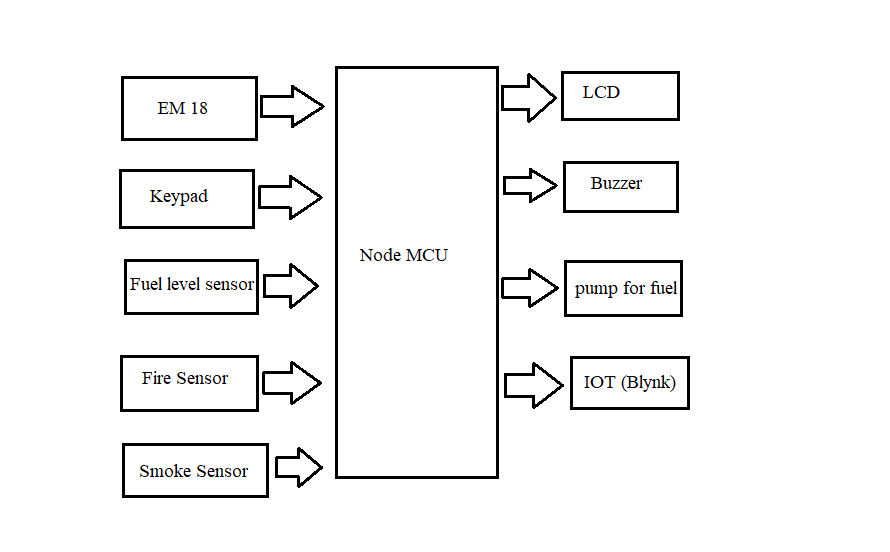 EM 18
Keypad
Fuel level sensor
Fire Sensor
Smoke Sensor
Node MCU
LCD
Buzzer
pump for fuel
IOT (Blynk)